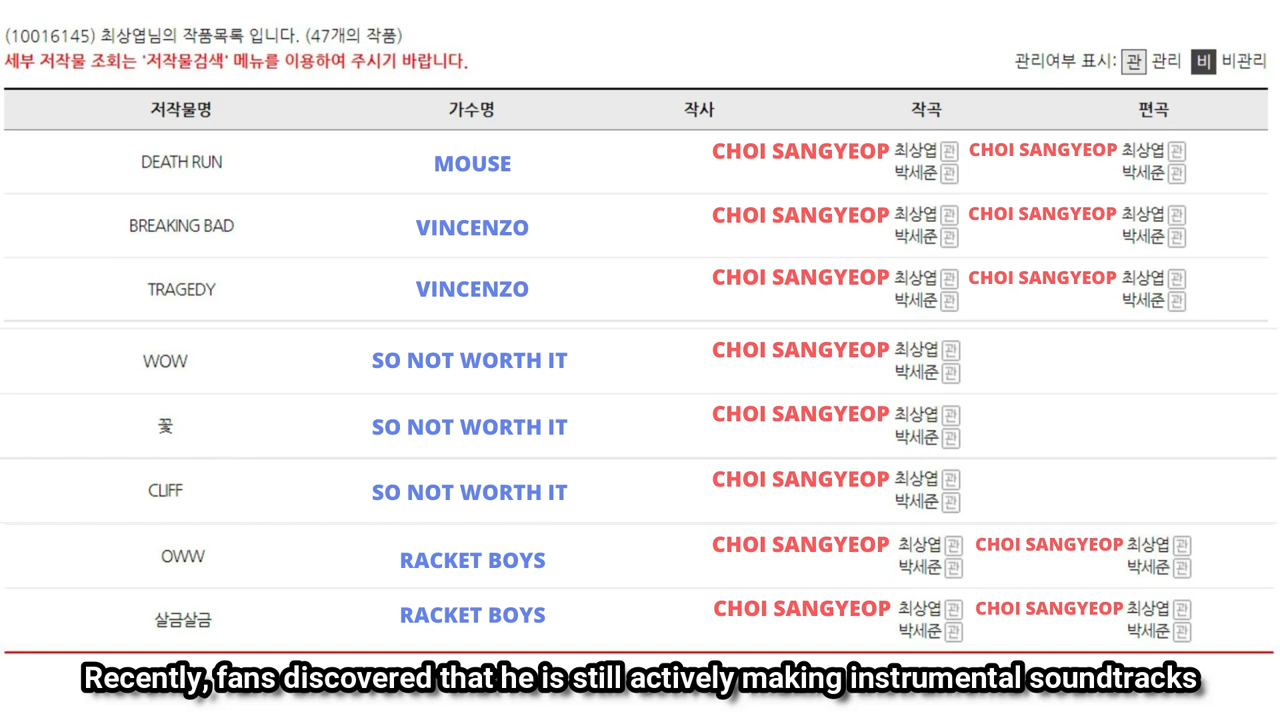 (10016145) 최상엽님의 작품목록 입니다. (47개의 작품)
세부 저작물 조회는 '저작물검색' 메뉴를 이용하여 주시기 바랍니다.
관리여부 표시: 관 관리 비 비관리
저작물명 가수명 작사 작곡 편곡
DEATH RUN MOUSE CHOI SANGYEOP 최상엽 관 CHOI SANGYEOP 최상엽 관
박세준 관 박세준 관
BREAKING BAD VINCENZO CHOI SANGYEOP 최상엽 관 CHOI SANGYEOP 최상엽 관
박세준 관 박세준 관
TRAGEDY VINCENZO CHOI SANGYEOP 최상엽 관 CHOI SANGYEOP 최상엽 관
박세준 관 박세준 관
WOW SO NOT WORTH IT CHOI SANGYEOP 최상엽 관
박세준 관
꽃 SO NOT WORTH IT CHOI SANGYEOP 최상엽 관
박세준 관
CLIFF SO NOT WORTH IT CHOI SANGYEOP 최상엽 관
박세준 관
OWW RACKET BOYS CHOI SANGYEOP 최상엽 관 CHOI SANGYEOP 최상엽 관
박세준 관 박세준 관
살금살금 RACKET BOYS CHOI SANGYEOP 최상엽 관 CHOI SANGYEOP 최상엽 관
박세준 관 박세준 관
Recently, fans discovered that he is still actively making instrumental soundtracks